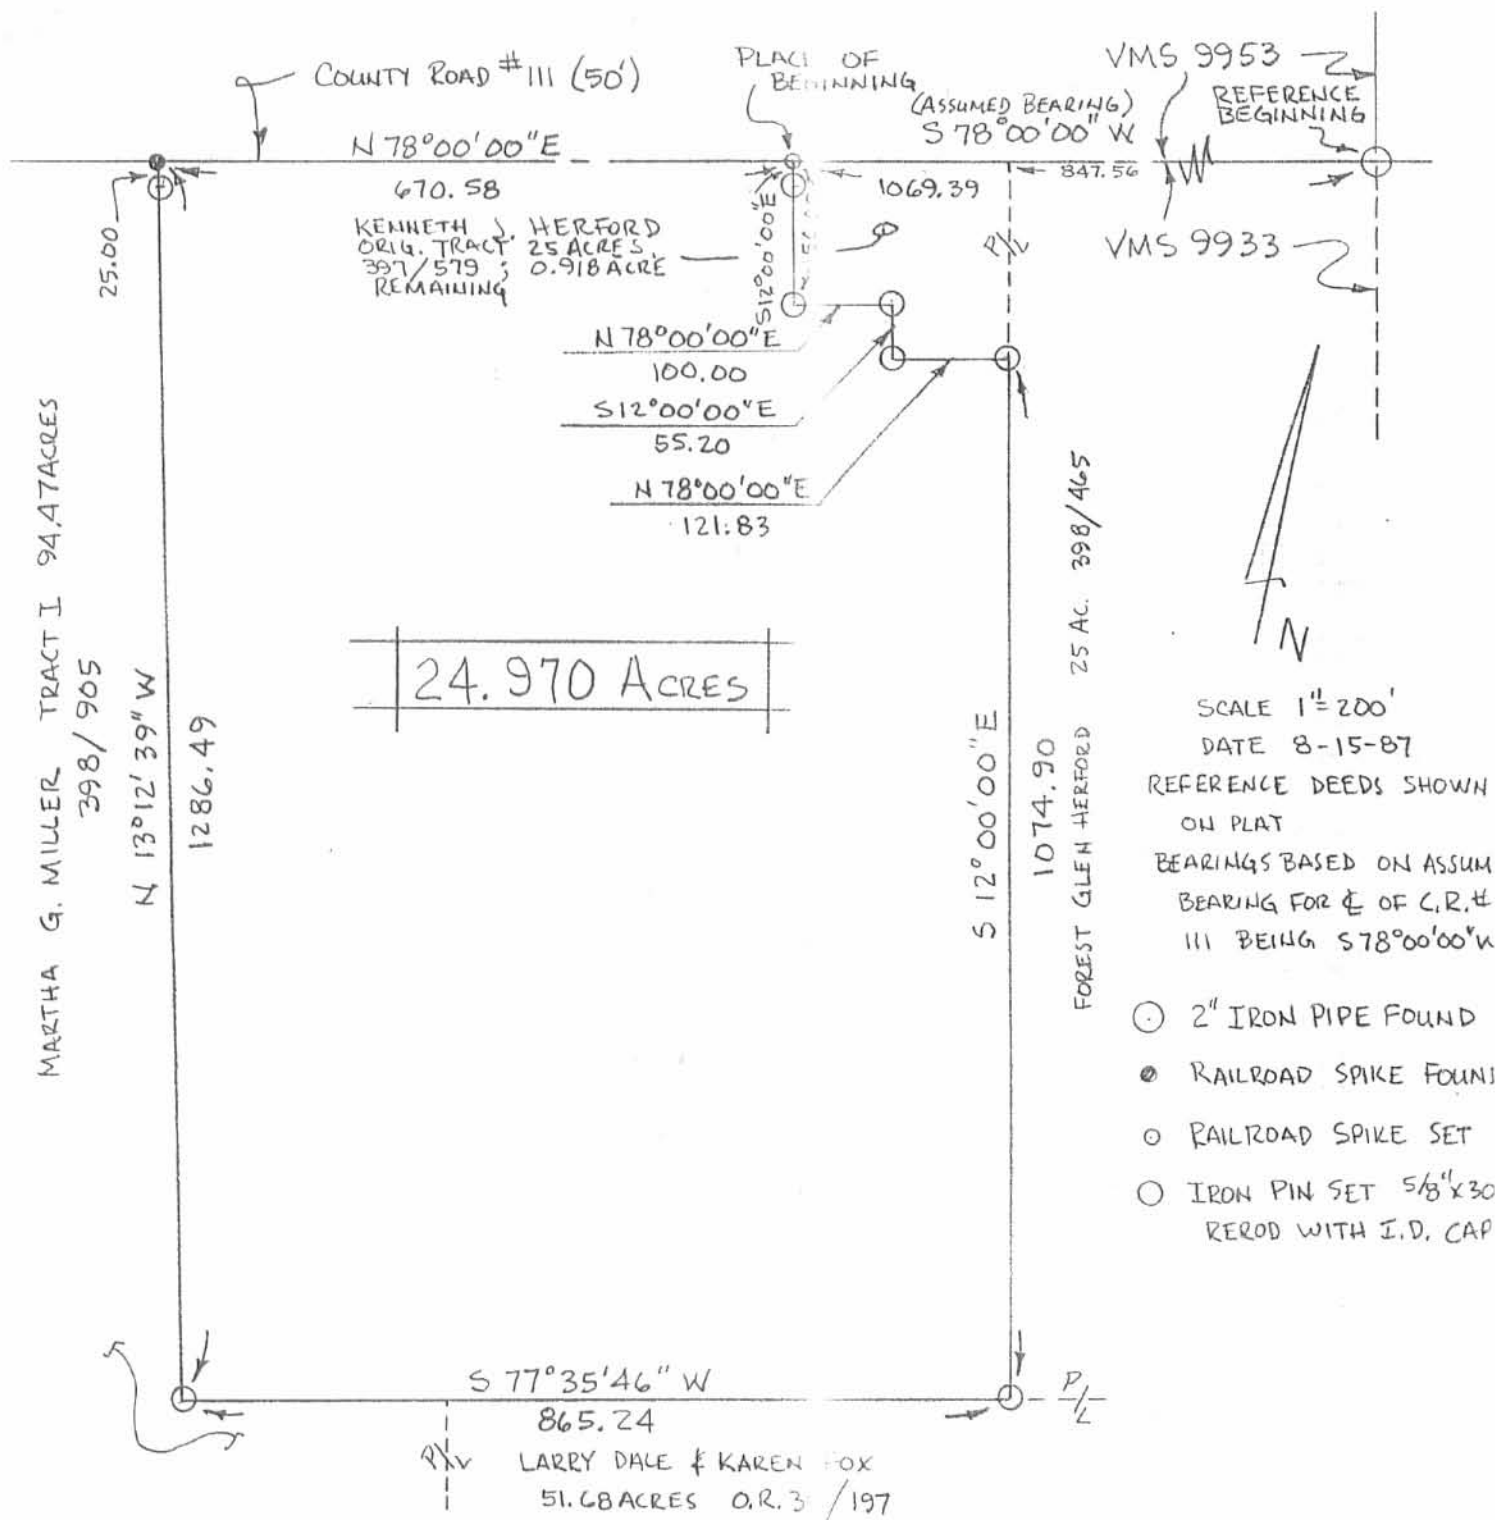 COUNTY ROAD #111 (50')
PLACE OF
BEGINNING
(ASSUMED BEARING)
S 78°00'00" W
VMS 9953
REFERENCE
BEGINNING
N 78°00'00" E
670.58
1069.39
847.56
25.00
KENNETH J. HERFORD
ORIG. TRACT 25 ACRES
397/579 ; 0.918 ACRE
REMAINING
S12°00'00"E
P/L
VMS 9933
N 78°00'00"E
100.00
S12°00'00"E
55.20
N 78°00'00"E
121.83
MARTHA G. MILLER TRACT I 94.47ACRES
398/905
N 13°12'39" W
1286.49
24.970 ACRES
S 12°00'00"E
1074.90
FOREST GLEN HERFORD 25 AC. 398/465
N
SCALE 1"=200'
DATE 8-15-87
REFERENCE DEEDS SHOWN
ON PLAT
BEARINGS BASED ON ASSUM
BEARING FOR ℄ OF C.R.#
111 BEING S78°00'00"W
2" IRON PIPE FOUND
RAILROAD SPIKE FOUND
RAILROAD SPIKE SET
IRON PIN SET 5/8"x30
REROD WITH I.D. CAP
S 77°35'46" W
865.24
P/L
P/L
LARRY DALE & KAREN FOX
51.68 ACRES O.R. 3 /197